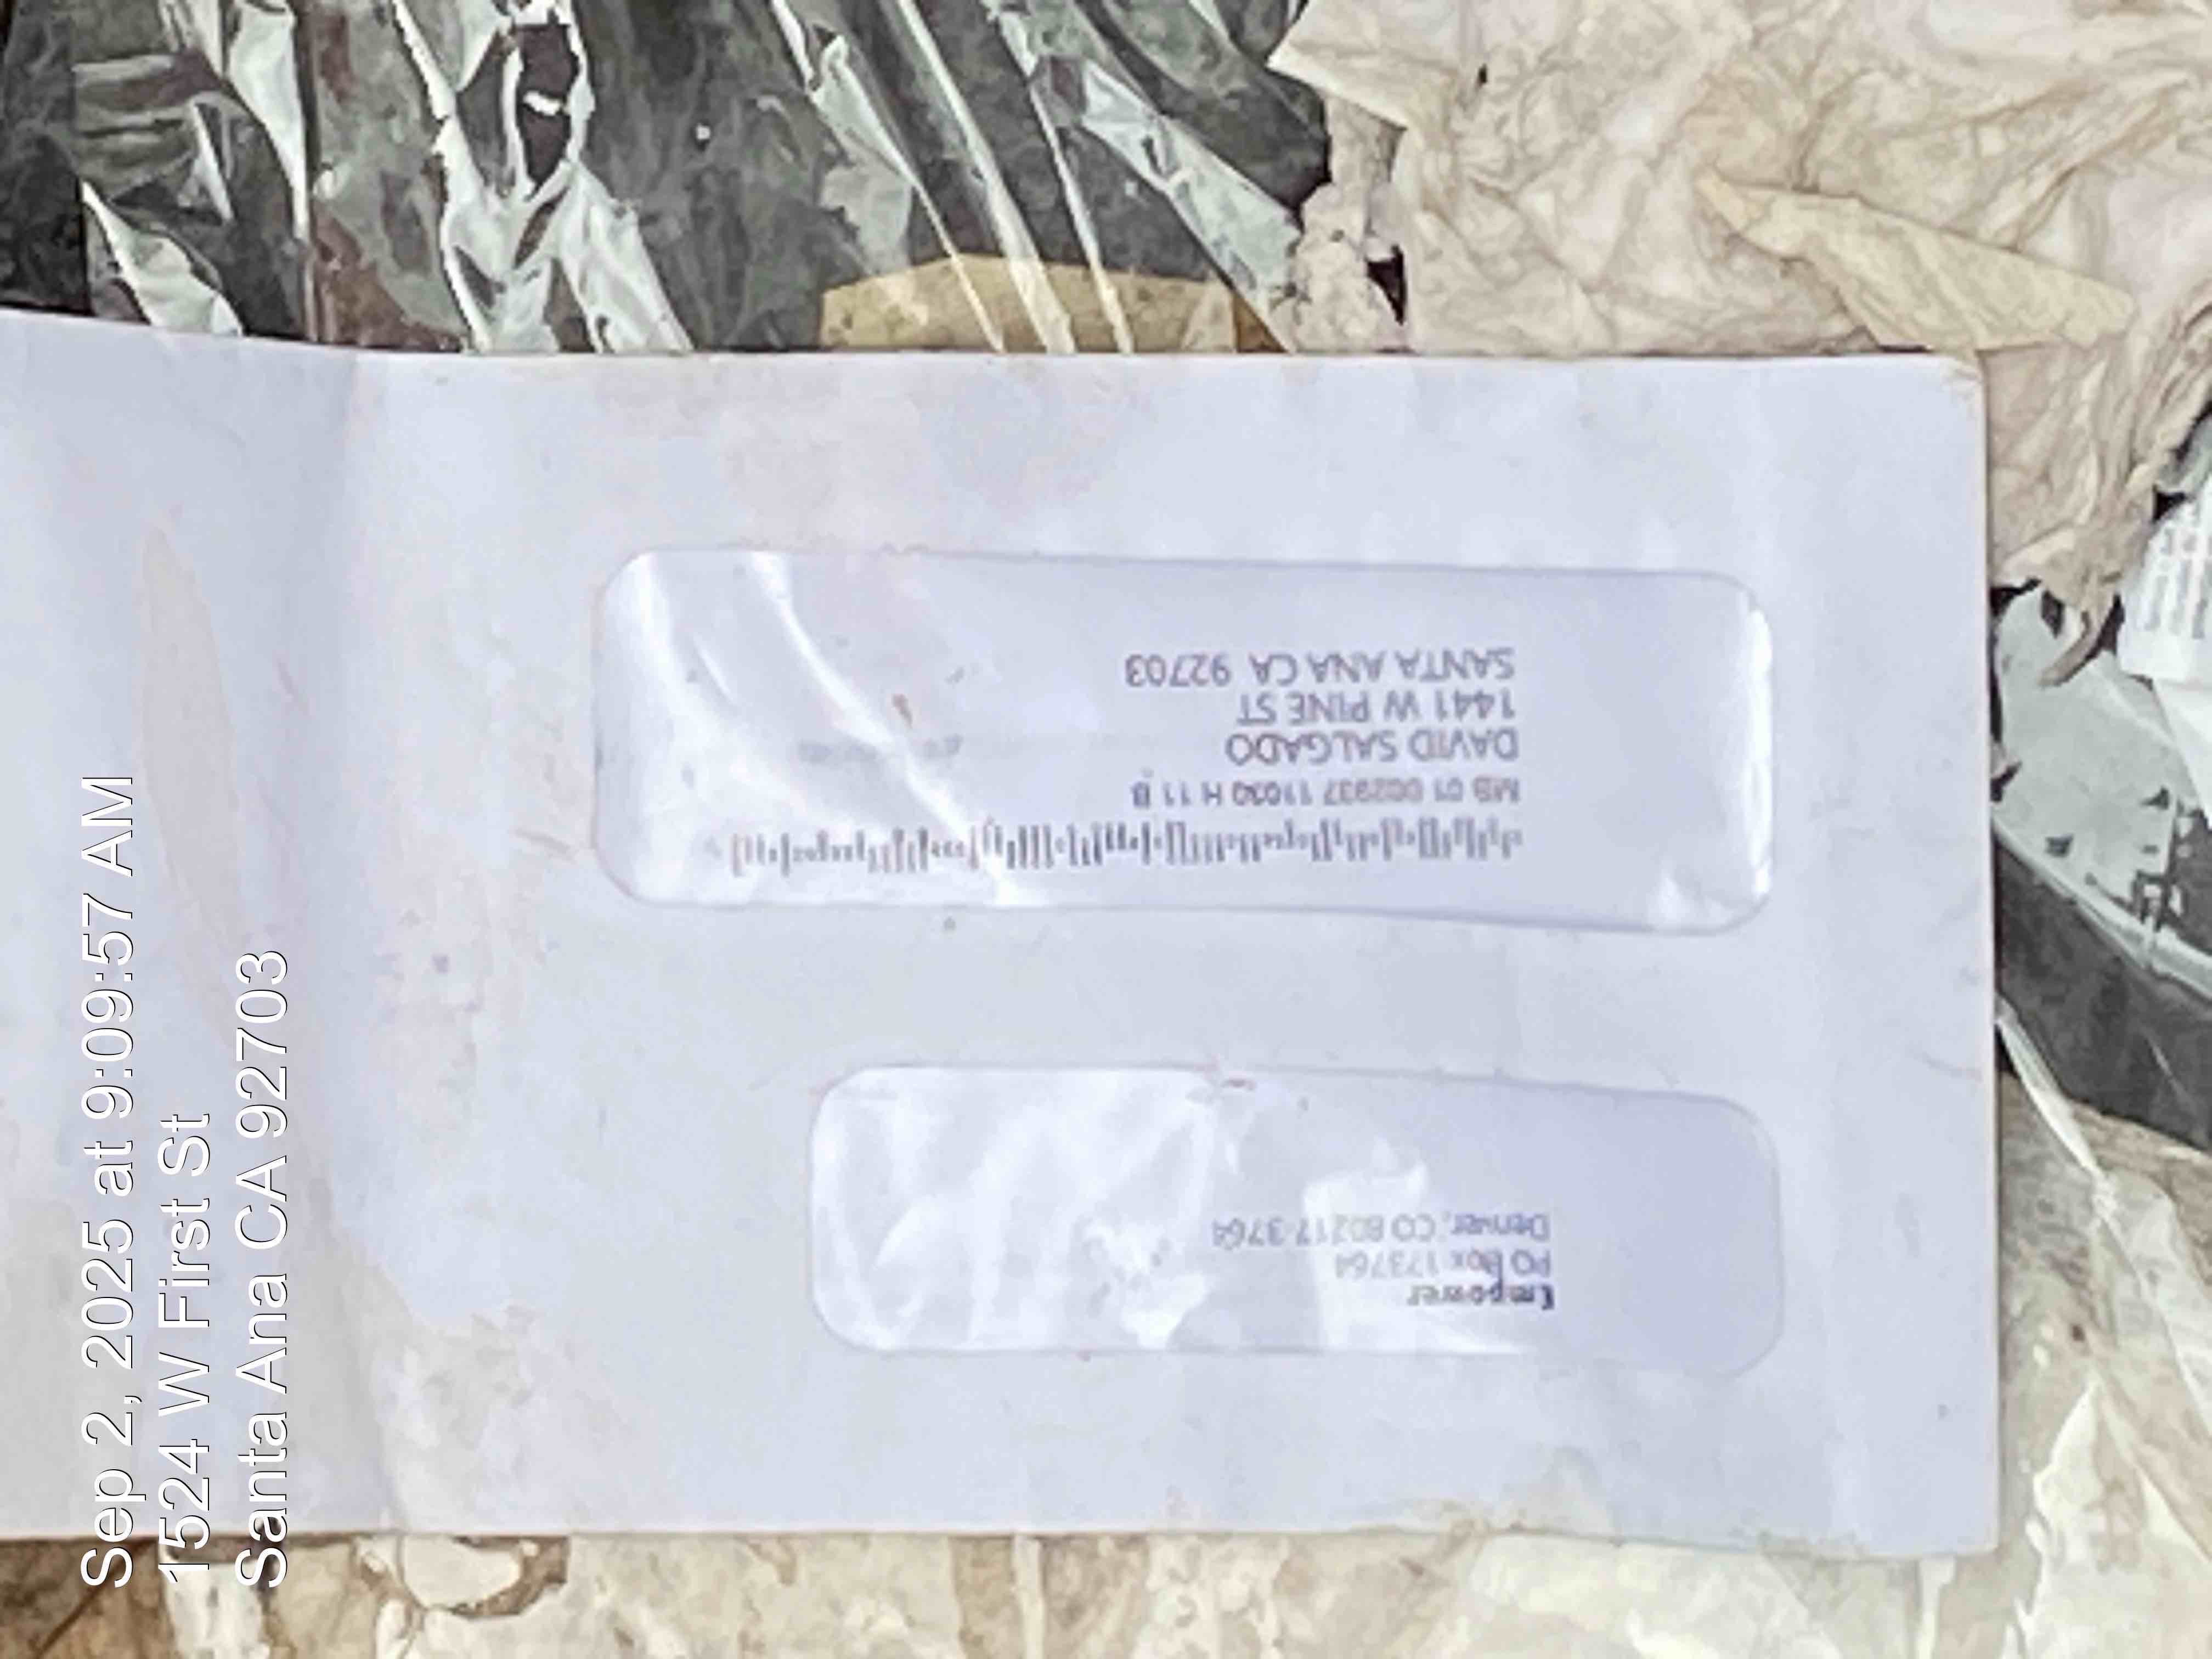 Sep 2, 2025 at 9:09:57 AM
1524 W First St
Santa Ana CA 92703
Empower
PO Box 173764
Denver, CO 80217-3764
MB 01 002937 11030 H 11 B
DAVID SALGADO
1441 W PINE ST
SANTA ANA CA 92703